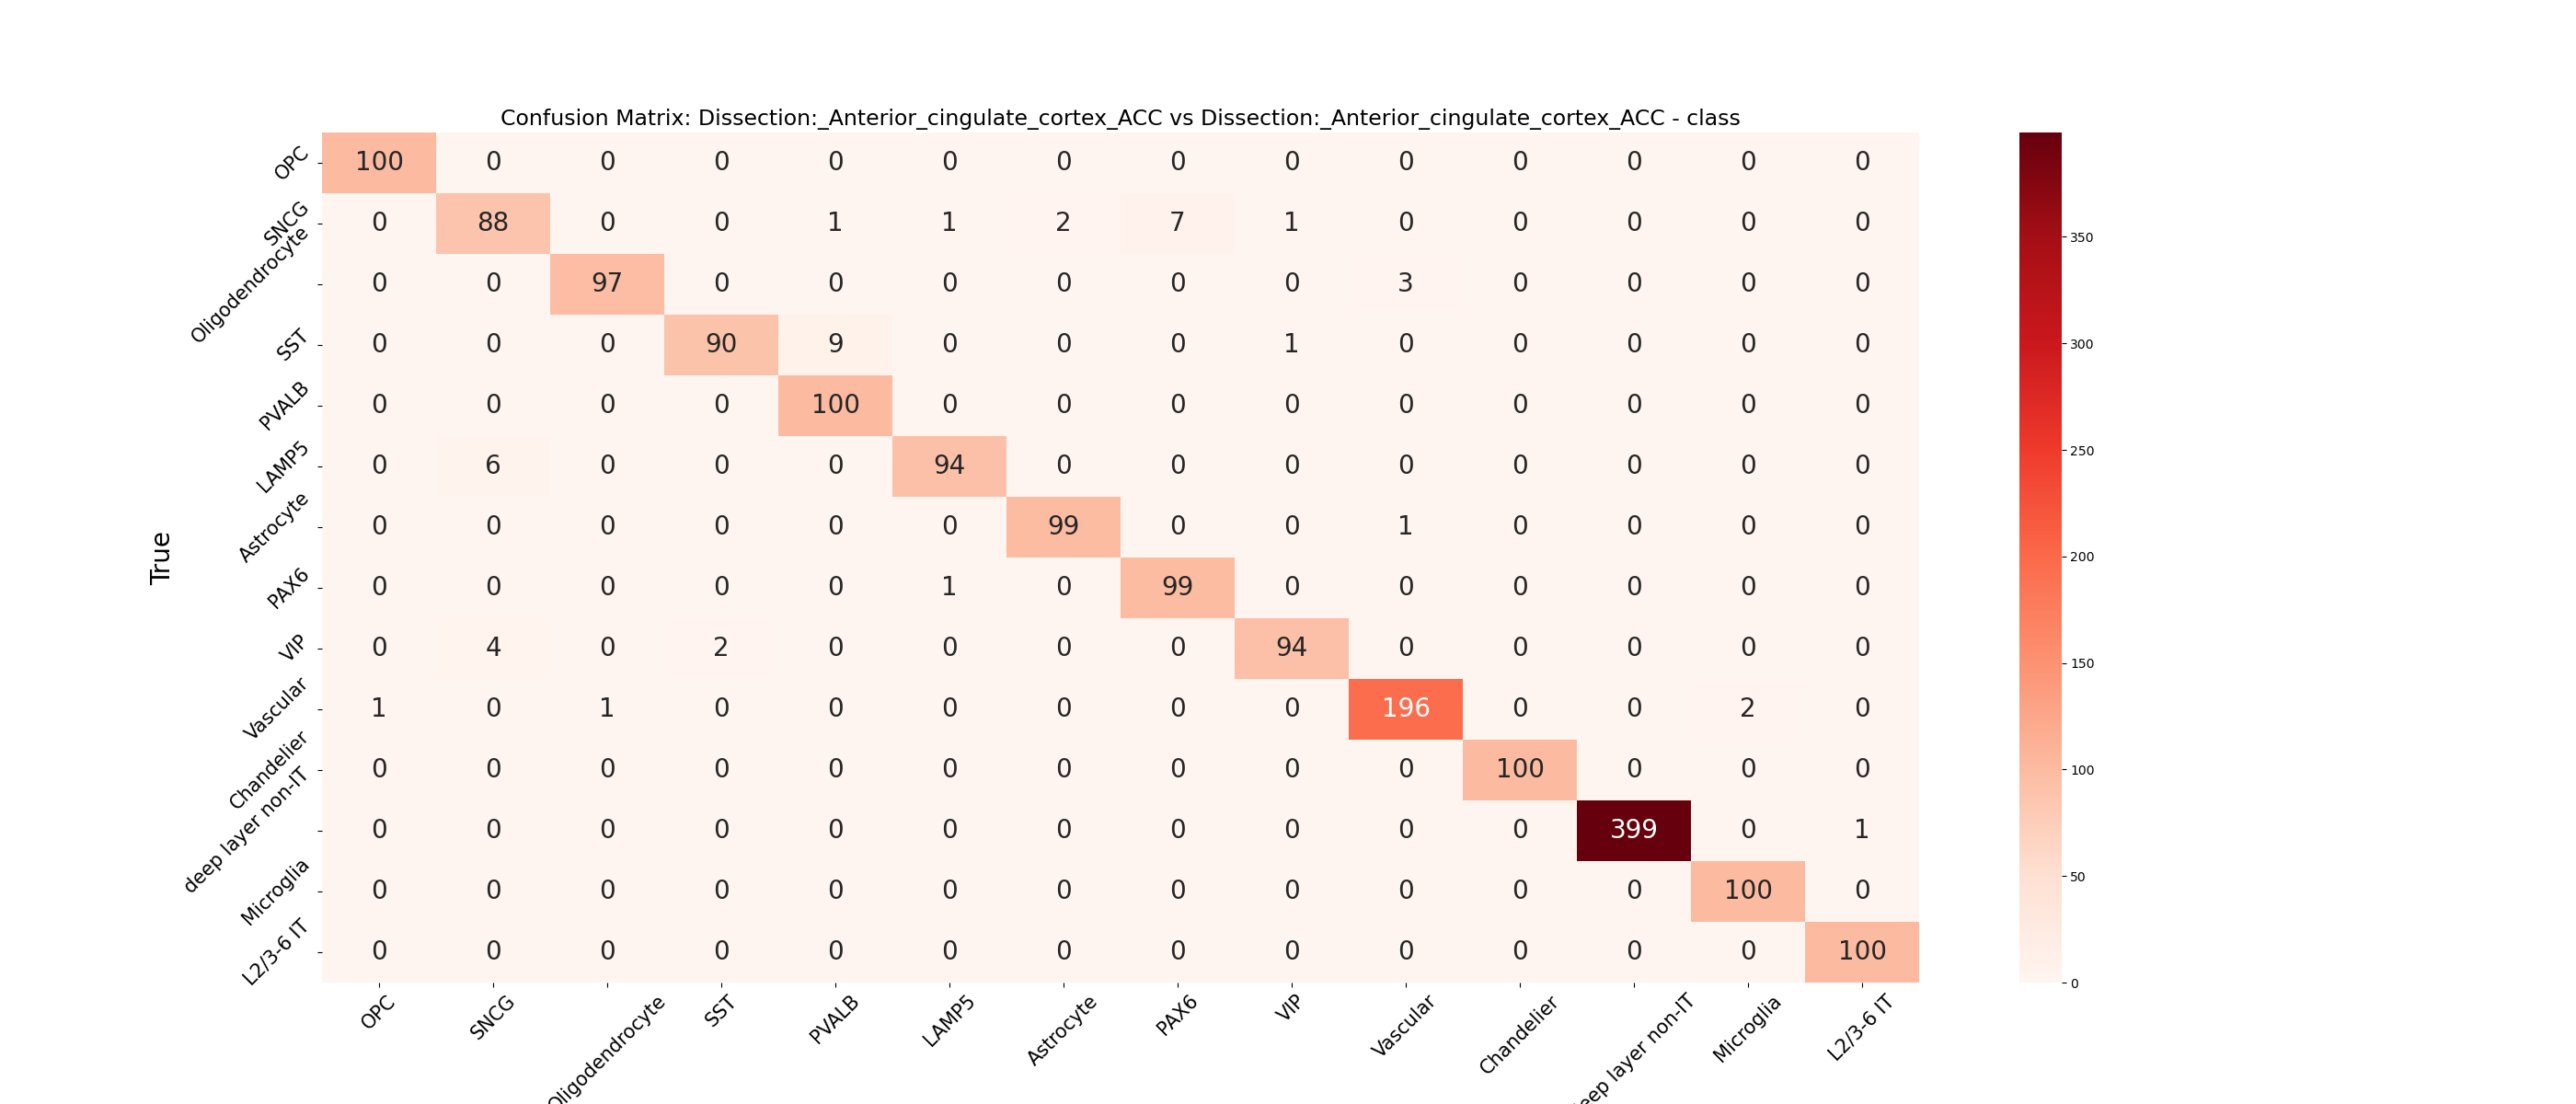 Confusion Matrix: Dissection:_Anterior_cingulate_cortex_ACC vs Dissection:_Anterior_cingulate_cortex_ACC - class
True
OPC 100 0 0 0 0 0 0 0 0 0 0 0 0 0
SNCG 0 88 0 0 1 1 2 7 1 0 0 0 0 0
Oligodendrocyte 0 0 97 0 0 0 0 0 0 3 0 0 0 0
SST 0 0 0 90 9 0 0 0 1 0 0 0 0 0
PVALB 0 0 0 0 100 0 0 0 0 0 0 0 0 0
LAMP5 0 6 0 0 0 94 0 0 0 0 0 0 0 0
Astrocyte 0 0 0 0 0 0 99 0 0 1 0 0 0 0
PAX6 0 0 0 0 0 1 0 99 0 0 0 0 0 0
VIP 0 4 0 2 0 0 0 0 94 0 0 0 0 0
Vascular 1 0 1 0 0 0 0 0 0 196 0 0 2 0
Chandelier 0 0 0 0 0 0 0 0 0 0 100 0 0 0
deep layer non-IT 0 0 0 0 0 0 0 0 0 0 0 399 0 1
Microglia 0 0 0 0 0 0 0 0 0 0 0 0 100 0
L2/3-6 IT 0 0 0 0 0 0 0 0 0 0 0 0 0 100
OPC SNCG Oligodendrocyte SST PVALB LAMP5 Astrocyte PAX6 VIP Vascular Chandelier deep layer non-IT Microglia L2/3-6 IT
350
300
250
200
150
100
50
0